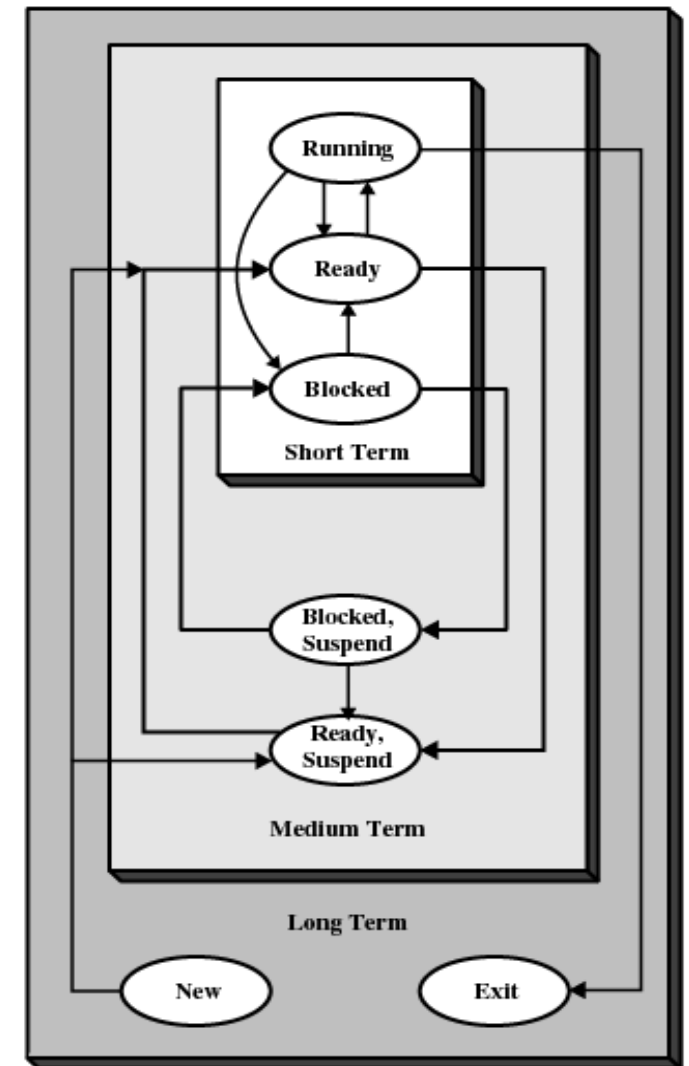 Running
Ready
Blocked
Short Term
Blocked,
Suspend
Ready,
Suspend
Medium Term
Long Term
New
Exit